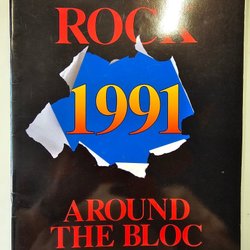 ROCK
1991
AROUND
THE BLOC